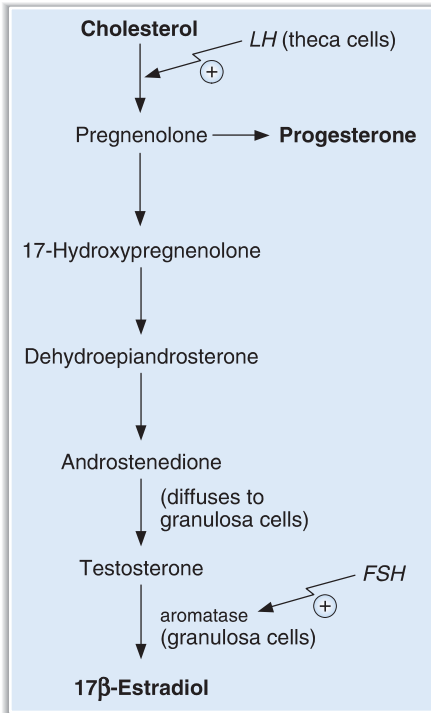 Cholesterol
LH (theca cells)
+
Pregnenolone
Progesterone
17-Hydroxypregnenolone
Dehydroepiandrosterone
Androstenedione
(diffuses to
granulosa cells)
Testosterone
FSH
+
aromatase
(granulosa cells)
17β-Estradiol